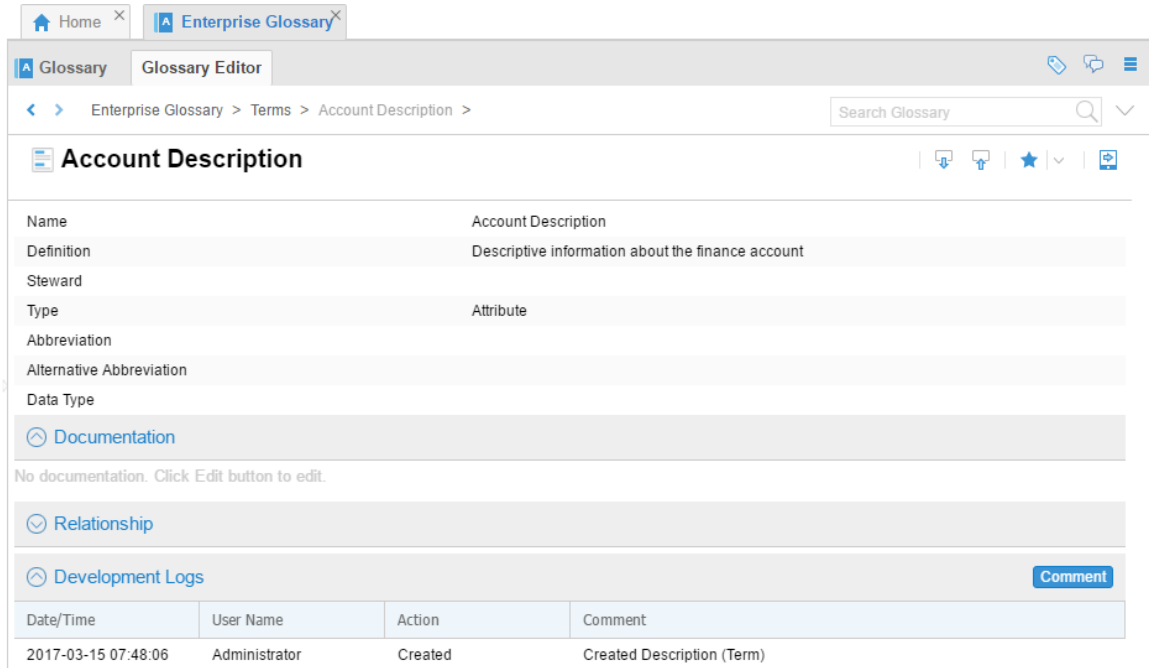 Home
Enterprise Glossary
Glossary Glossary Editor
Enterprise Glossary > Terms > Account Description > Search Glossary
Account Description
Name Account Description
Definition Descriptive information about the finance account
Steward
Type Attribute
Abbreviation
Alternative Abbreviation
Data Type
Documentation
No documentation. Click Edit button to edit.
Relationship
Development Logs Comment
Date/Time User Name Action Comment
2017-03-15 07:48:06 Administrator Created Created Description (Term)